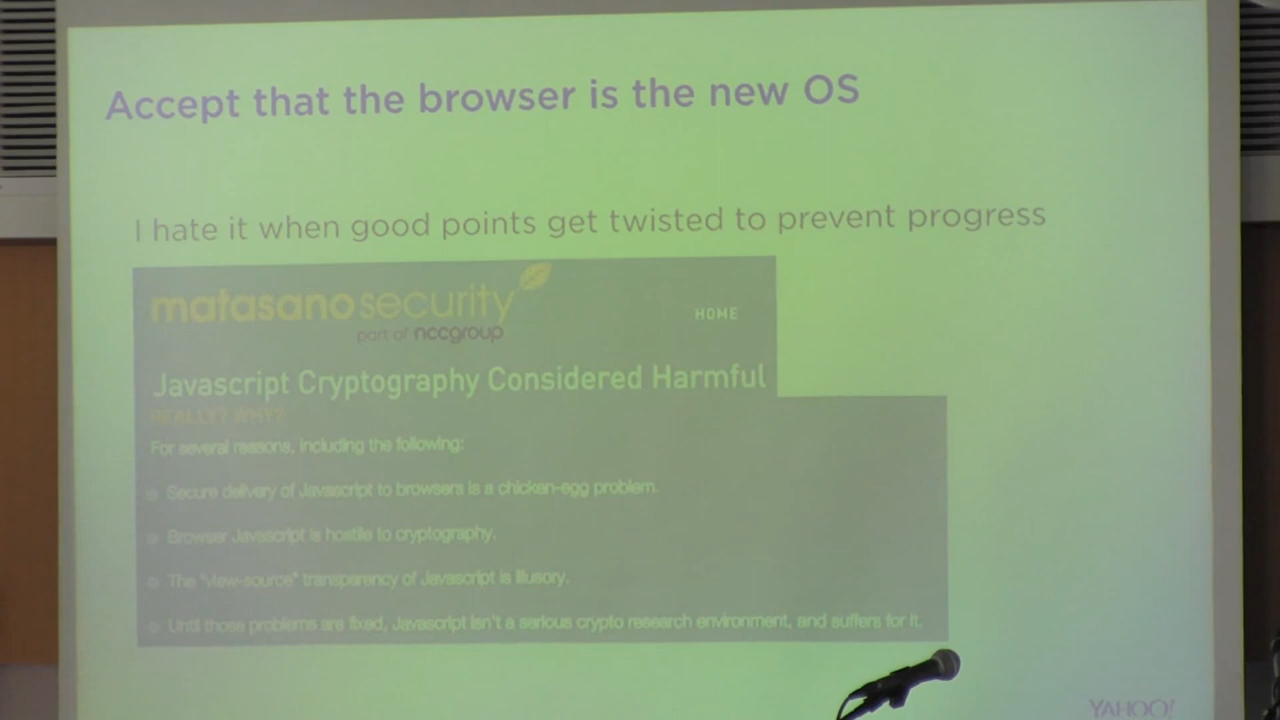 Accept that the browser is the new OS
I hate it when good points get twisted to prevent progress
matasano security
part of nccgroup
HOME
Javascript Cryptography Considered Harmful
REALLY? WHY?
For several reasons, including the following:
Secure delivery of Javascript to browsers is a chicken-egg problem.
Browser Javascript is hostile to cryptography.
The "view-source" transparency of Javascript is illusory.
Until those problems are fixed, Javascript isn't a serious crypto research environment, and suffers for it.
YAHOO!